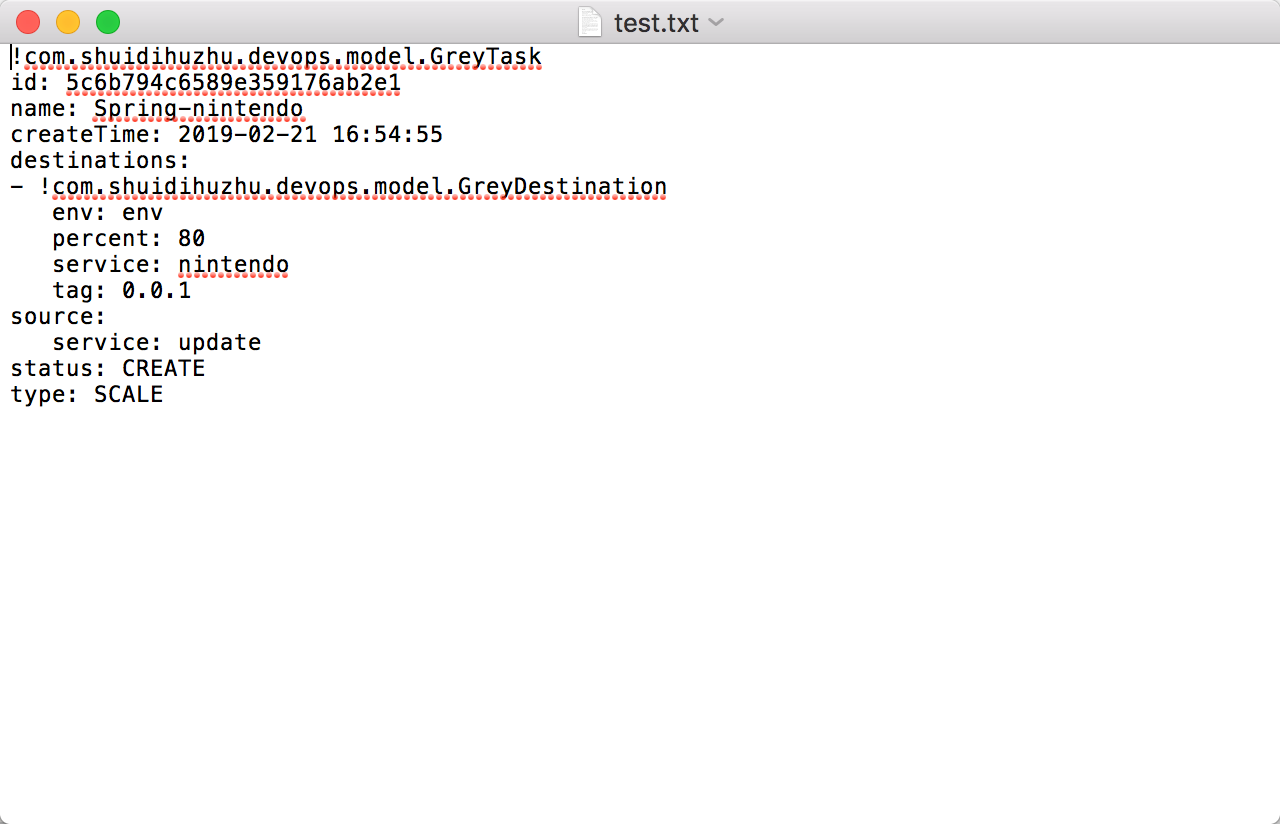 test.txt
!com.shuidihuzhu.devops.model.GreyTask
id: 5c6b794c6589e359176ab2e1
name: Spring-nintendo
createTime: 2019-02-21 16:54:55
destinations:
- !com.shuidihuzhu.devops.model.GreyDestination
   env: env
   percent: 80
   service: nintendo
   tag: 0.0.1
source:
   service: update
status: CREATE
type: SCALE